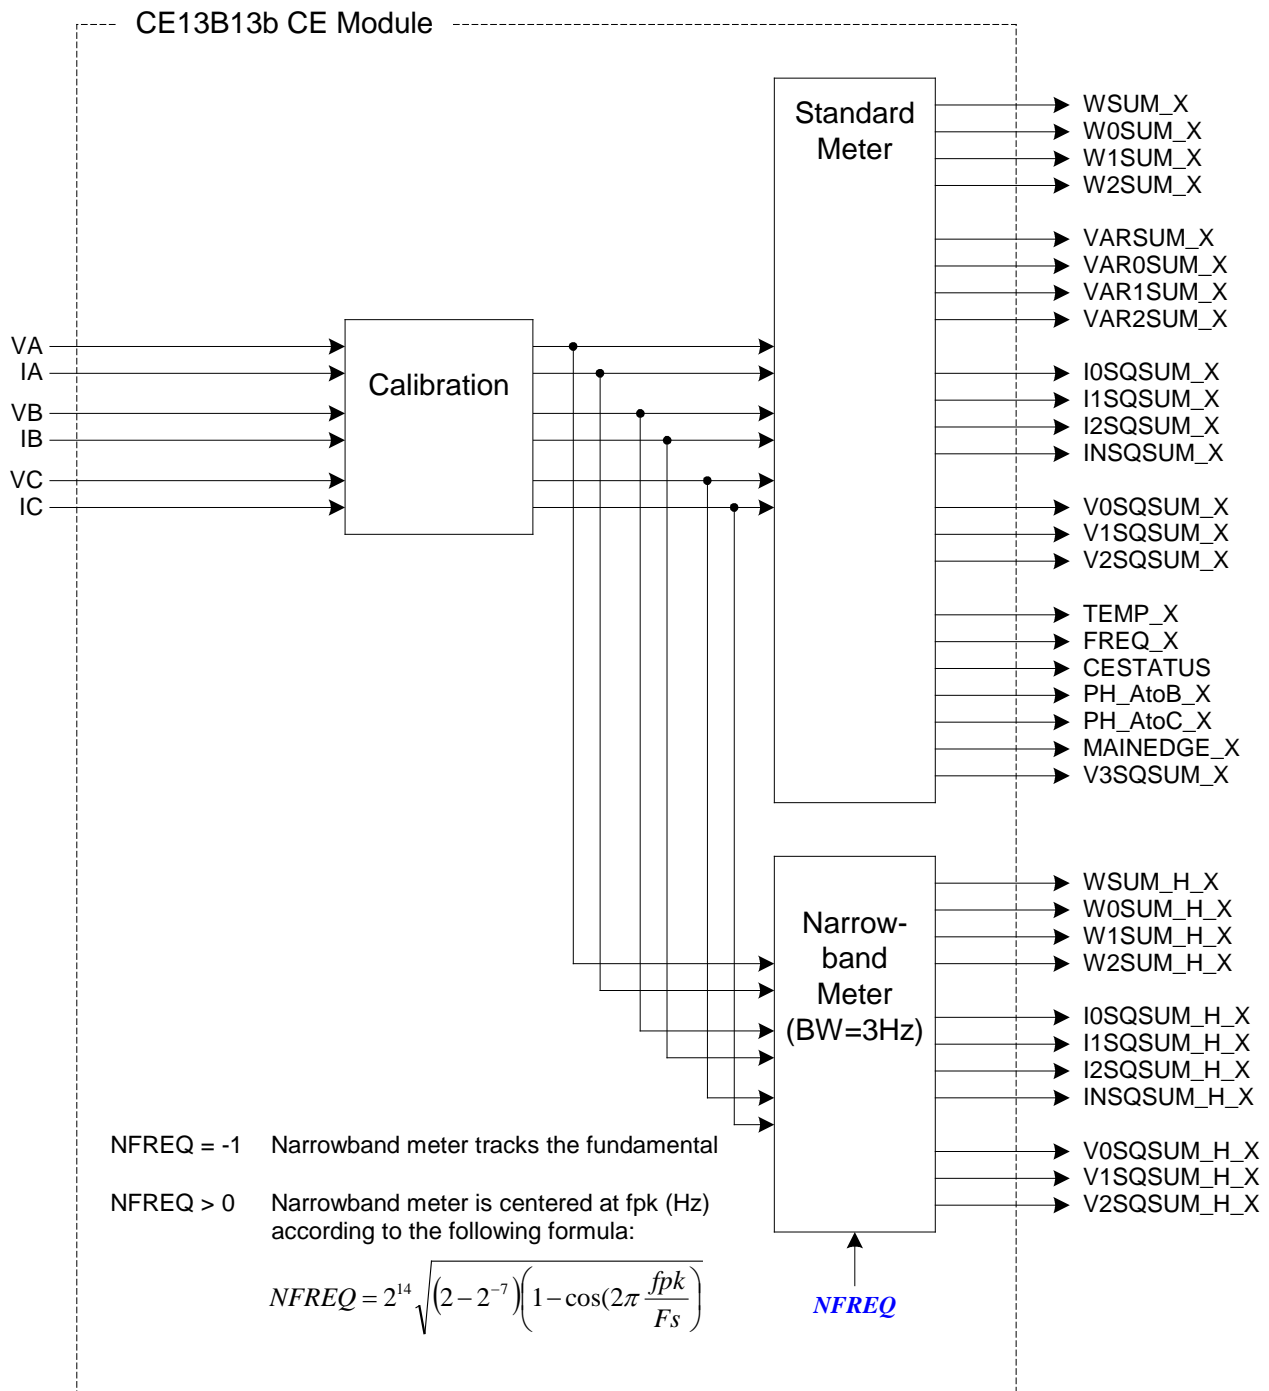 CE13B13b CE Module
Standard
Meter
WSUM_X
W0SUM_X
W1SUM_X
W2SUM_X
VARSUM_X
VAR0SUM_X
VAR1SUM_X
VAR2SUM_X
I0SQSUM_X
I1SQSUM_X
I2SQSUM_X
INSQSUM_X
V0SQSUM_X
V1SQSUM_X
V2SQSUM_X
TEMP_X
FREQ_X
CESTATUS
PH_AtoB_X
PH_AtoC_X
MAINEDGE_X
V3SQSUM_X
VA
IA
VB
IB
VC
IC
Calibration
Narrow-
band
Meter
(BW=3Hz)
WSUM_H_X
W0SUM_H_X
W1SUM_H_X
W2SUM_H_X
I0SQSUM_H_X
I1SQSUM_H_X
I2SQSUM_H_X
INSQSUM_H_X
V0SQSUM_H_X
V1SQSUM_H_X
V2SQSUM_H_X
NFREQ = -1 Narrowband meter tracks the fundamental
NFREQ > 0 Narrowband meter is centered at fpk (Hz)
according to the following formula:
NFREQ = 2^14 √((2 − 2^−7)(1 − cos(2π fpk/Fs))
NFREQ